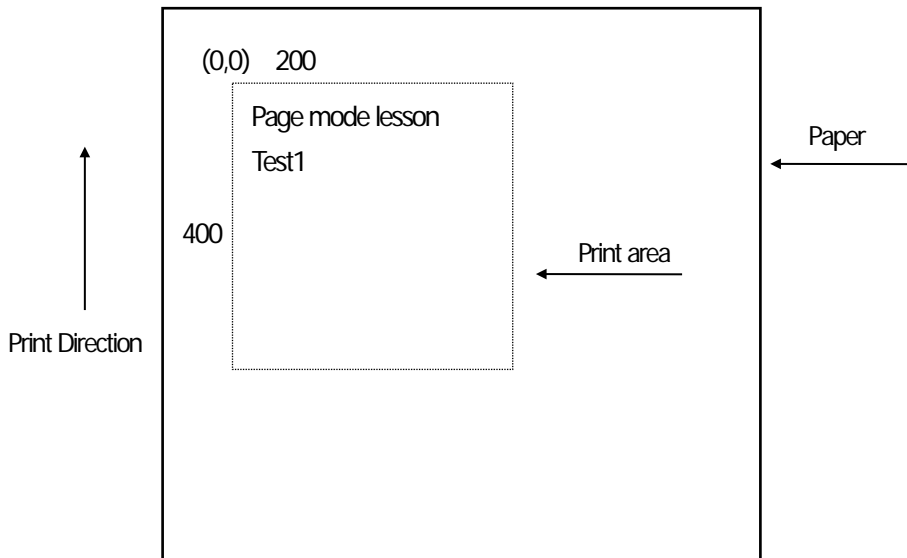 (0,0) 200
Page mode lesson
Paper
Test1
400
Print area
Print Direction